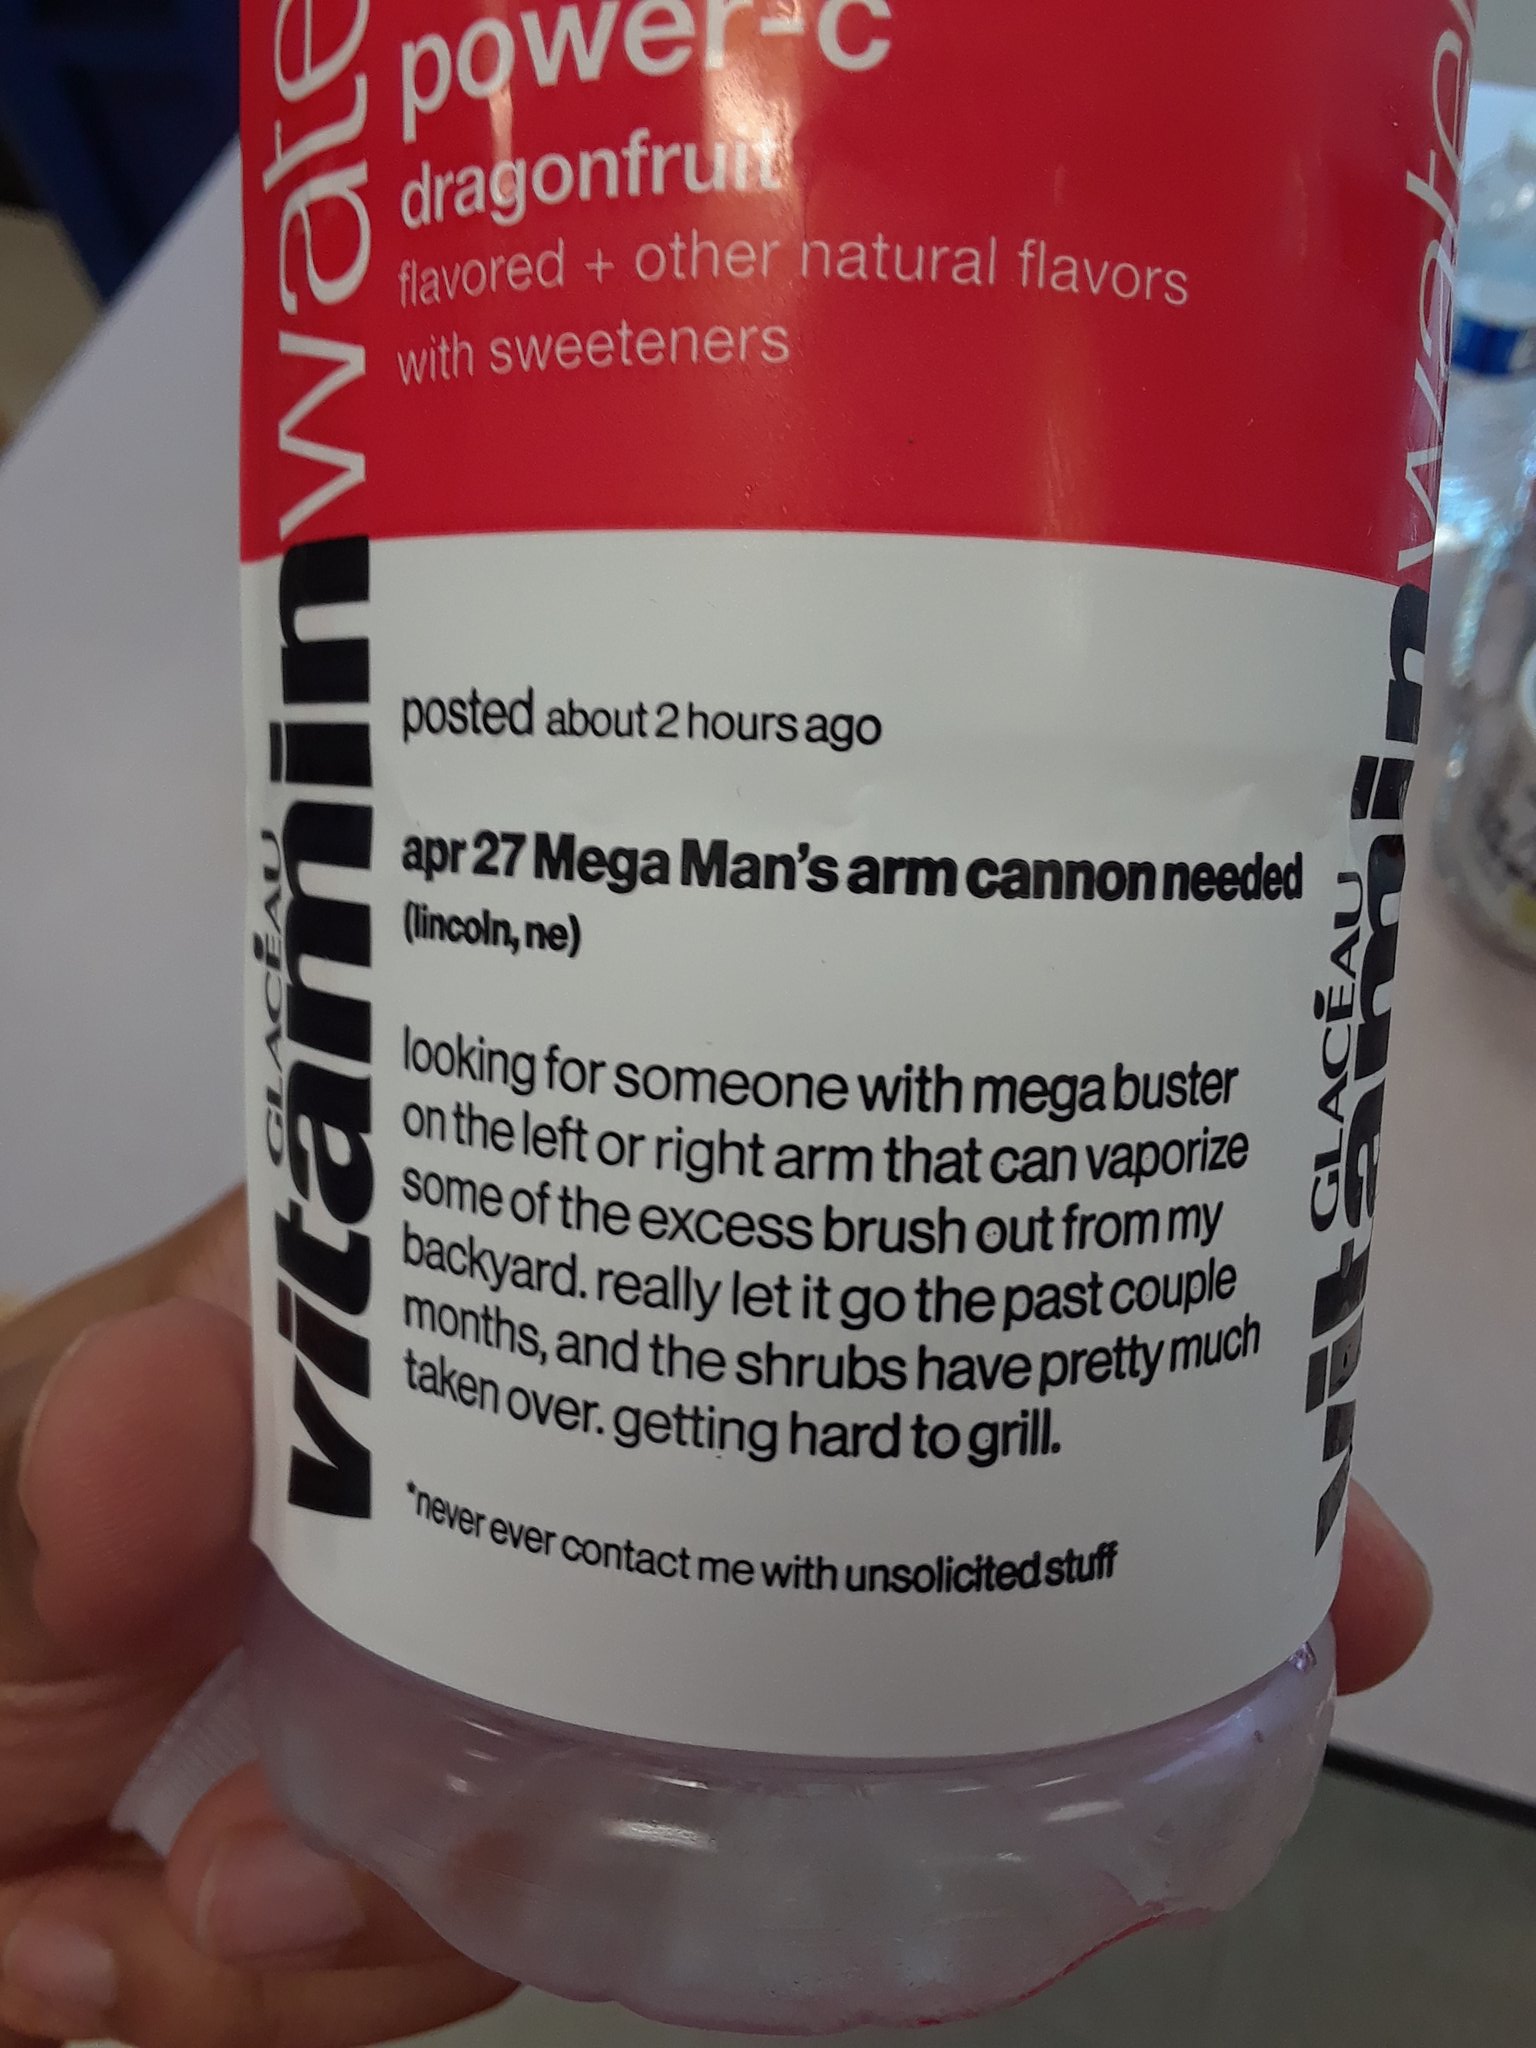 power-c
dragonfruit
flavored + other natural flavors
with sweeteners
vitaminwate
GLACÉAU
posted about 2 hours ago
apr 27 Mega Man's arm cannon needed
(lincoln, ne)
looking for someone with mega buster
on the left or right arm that can vaporize
some of the excess brush out from my
backyard. really let it go the past couple
months, and the shrubs have pretty much
taken over. getting hard to grill.
*never ever contact me with unsolicited stuff
vitaminwater
GLACÉAU